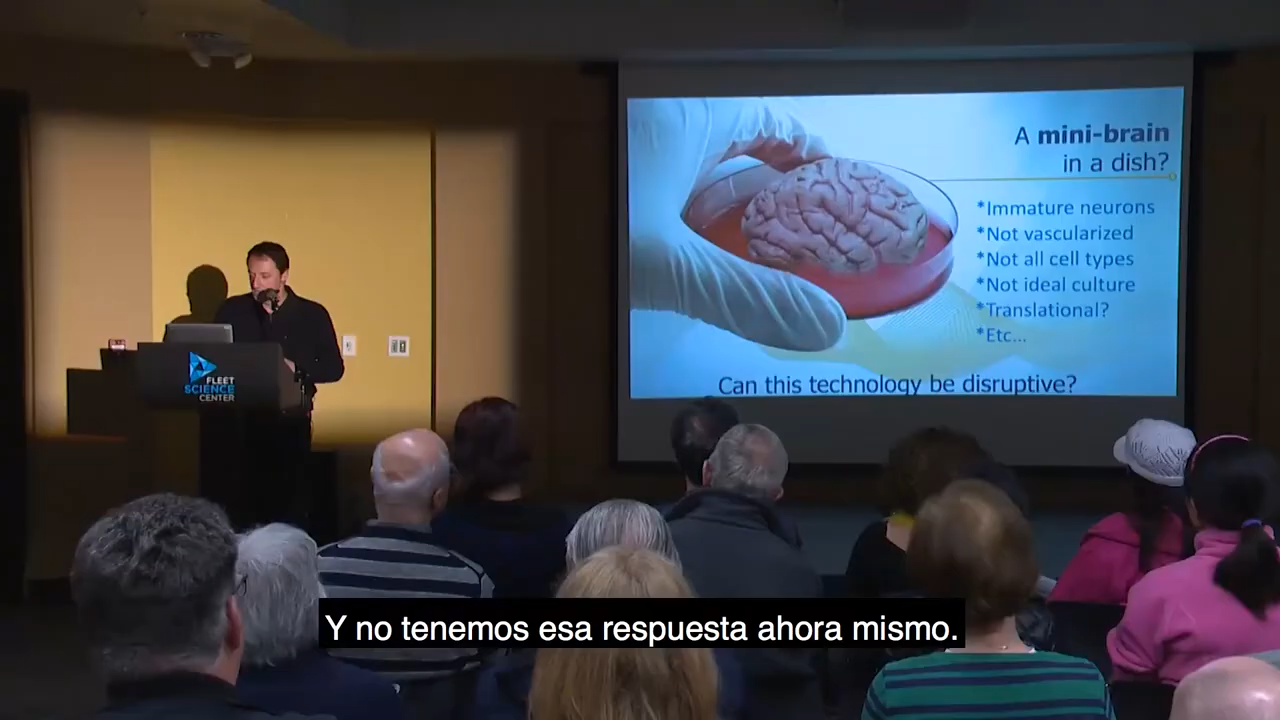 A mini-brain
in a dish?
*Immature neurons
*Not vascularized
*Not all cell types
*Not ideal culture
*Translational?
*Etc...
Can this technology be disruptive?
FLEET
SCIENCE
CENTER
Y no tenemos esa respuesta ahora mismo.